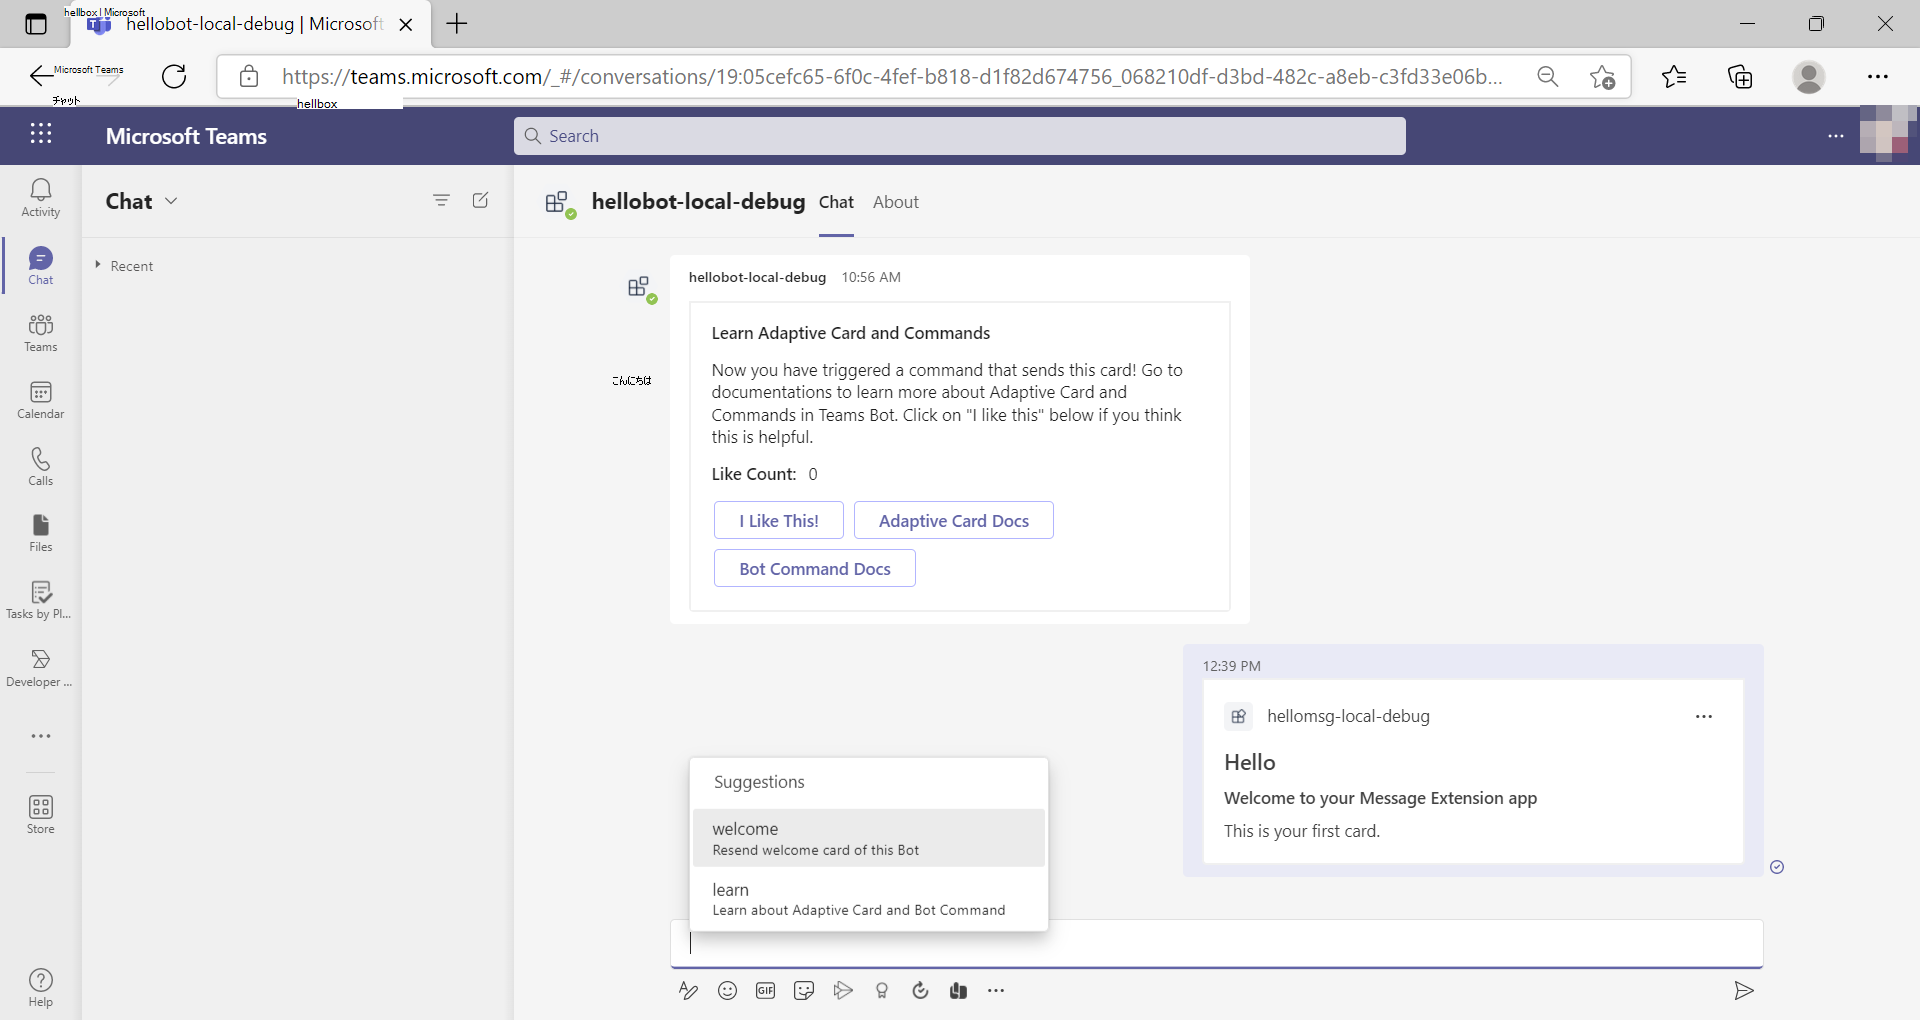 hellbox | Microsoft
hellobot-local-debug | Microsoft
Microsoft Teams
https://teams.microsoft.com/_#/conversations/19:05cefc65-6f0c-4fef-b818-d1f82d674756_068210df-d3bd-482c-a8eb-c3fd33e06b...
チャット
hellbox
Microsoft Teams
Search
Activity
Chat
Teams
Calendar
Calls
Files
Tasks by Pl...
Developer ...
Store
Help
Chat
Recent
hellobot-local-debug Chat About
hellobot-local-debug 10:56 AM
Learn Adaptive Card and Commands
Now you have triggered a command that sends this card! Go to
documentations to learn more about Adaptive Card and
Commands in Teams Bot. Click on "I like this" below if you think
this is helpful.
こんにちは
Like Count: 0
I Like This! Adaptive Card Docs
Bot Command Docs
12:39 PM
hellomsg-local-debug
Hello
Welcome to your Message Extension app
This is your first card.
Suggestions
welcome
Resend welcome card of this Bot
learn
Learn about Adaptive Card and Bot Command
GIF